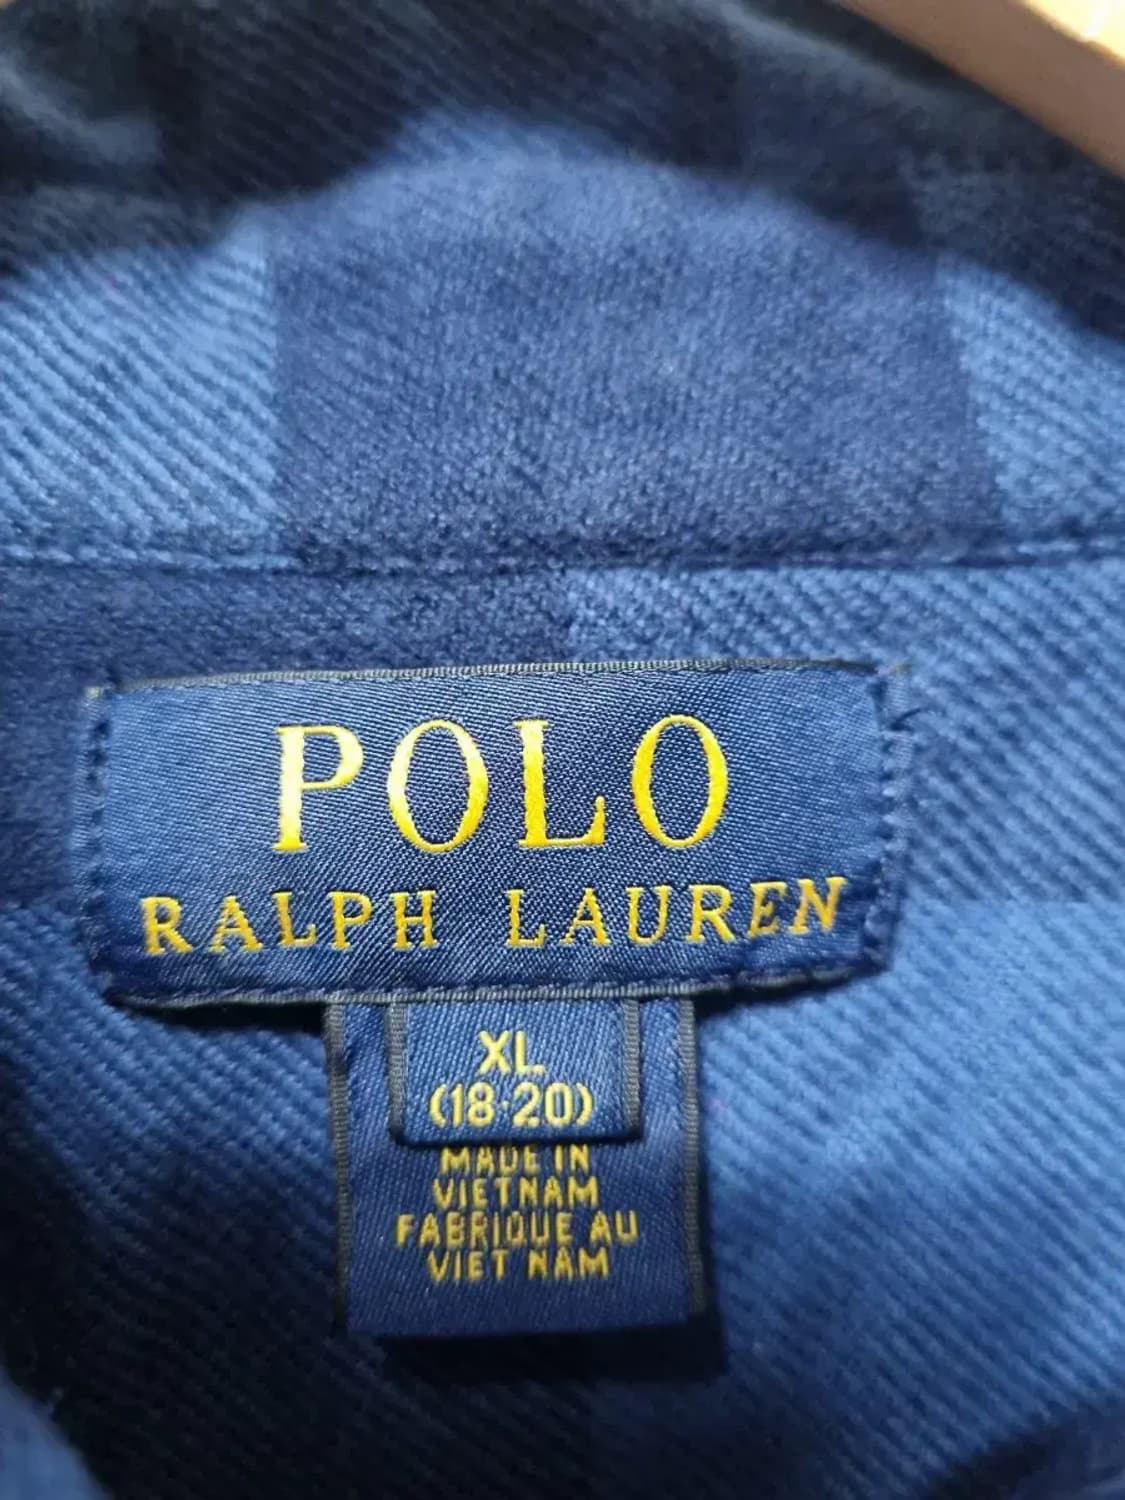 POLO
RALPH LAUREN
XL
(18-20)
MADE IN
VIETNAM
FABRIQUE AU
VIET NAM